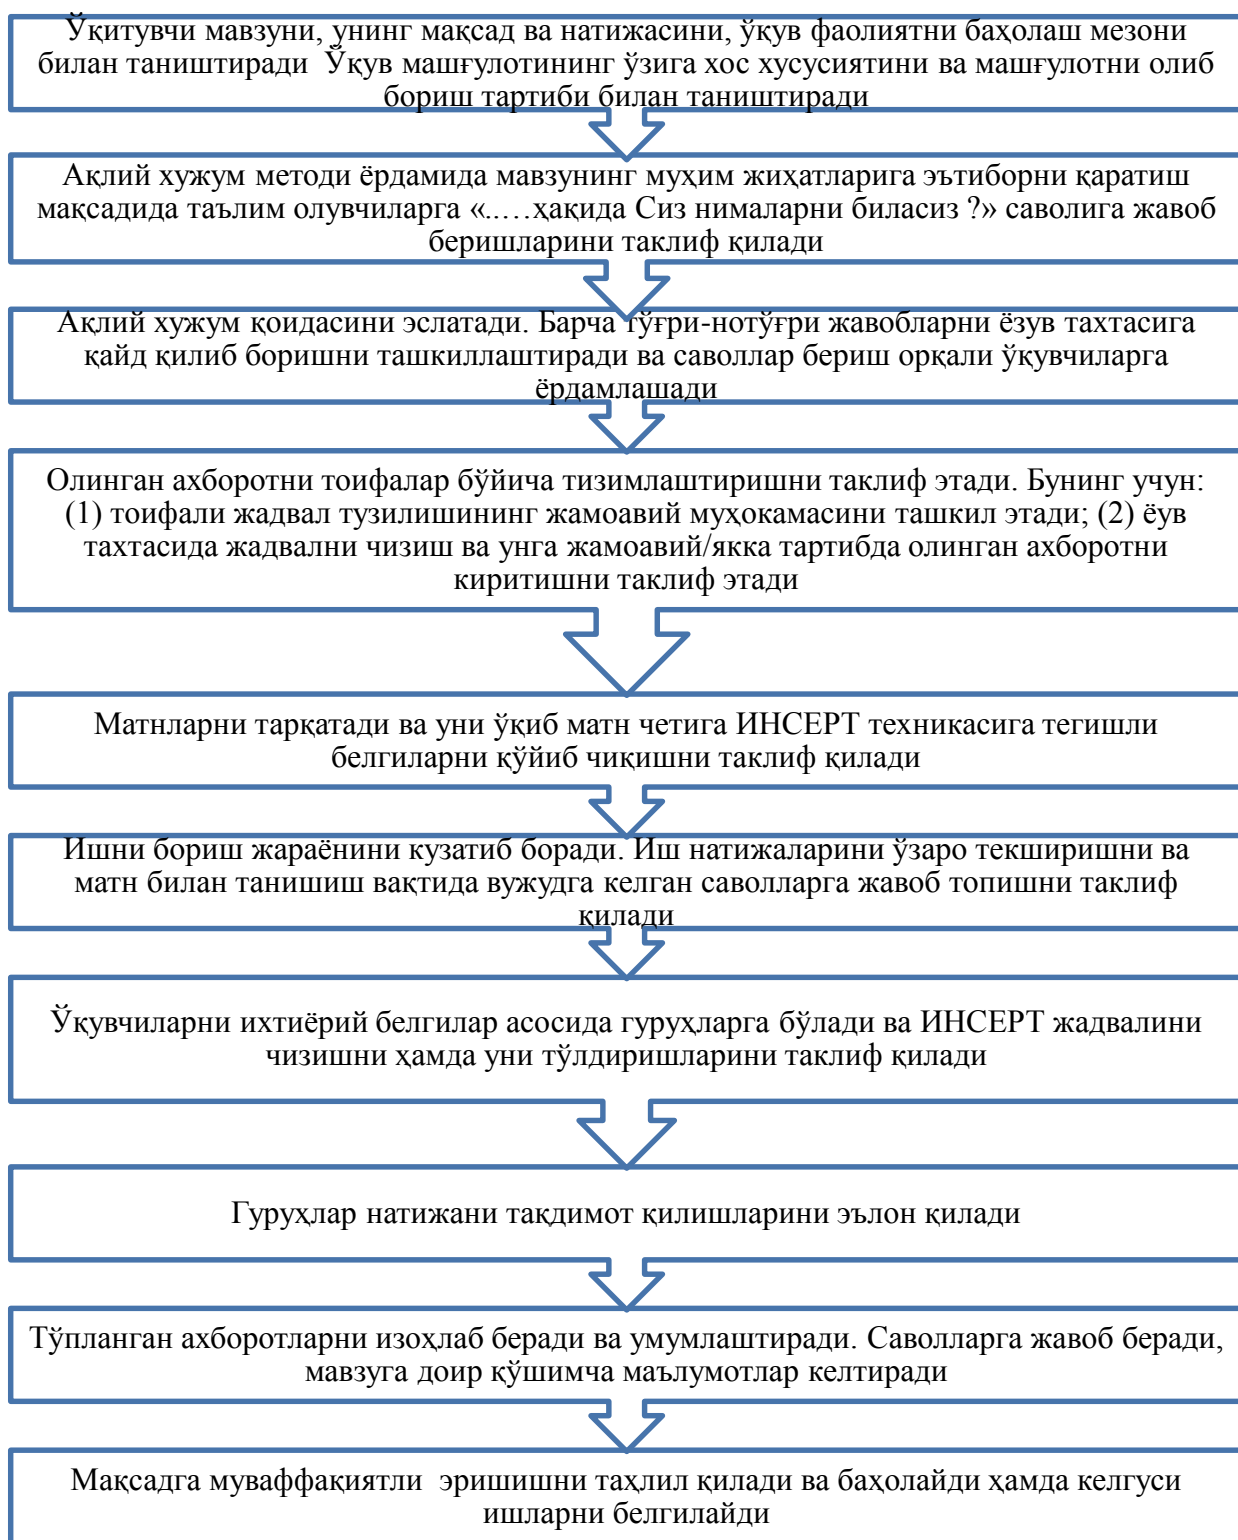 Ўқитувчи мавзуни, унинг мақсад ва натижасини, ўқув фаолиятни баҳолаш мезони
билан таништиради  Ўқув машғулотининг ўзига хос хусусиятини ва машғулотни олиб
бориш тартиби билан таништиради
Ақлий хужум методи ёрдамида мавзунинг муҳим жиҳатларига эътиборни қаратиш
мақсадида таълим олувчиларга «..…ҳақида Сиз нималарни биласиз ?» саволига жавоб
беришларини таклиф қилади
Ақлий хужум қоидасини эслатади. Барча тўғри-нотўғри жавобларни ёзув тахтасига
қайд қилиб боришни ташкиллаштиради ва саволлар бериш орқали ўқувчиларга
ёрдамлашади
Олинган ахборотни тоифалар бўйича тизимлаштиришни таклиф этади. Бунинг учун:
(1) тоифали жадвал тузилишининг жамоавий муҳокамасини ташкил этади; (2) ёув
тахтасида жадвални чизиш ва унга жамоавий/якка тартибда олинган ахборотни
киритишни таклиф этади
Матнларни тарқатади ва уни ўқиб матн четига ИНСЕРТ техникасига тегишли
белгиларни қўйиб чиқишни таклиф қилади
Ишни бориш жараёнини кузатиб боради. Иш натижаларини ўзаро текширишни ва
матн билан танишиш вақтида вужудга келган саволларга жавоб топишни таклиф
қилади
Ўқувчиларни ихтиёрий белгилар асосида гуруҳларга бўлади ва ИНСЕРТ жадвалини
чизишни ҳамда уни тўлдиришларини таклиф қилади
Гуруҳлар натижани тақдимот қилишларини эълон қилади
Тўпланган ахборотларни изоҳлаб беради ва умумлаштиради. Саволларга жавоб беради,
мавзуга доир қўшимча маълумотлар келтиради
Мақсадга муваффақиятли  эришишни таҳлил қилади ва баҳолайди ҳамда келгуси
ишларни белгилайди